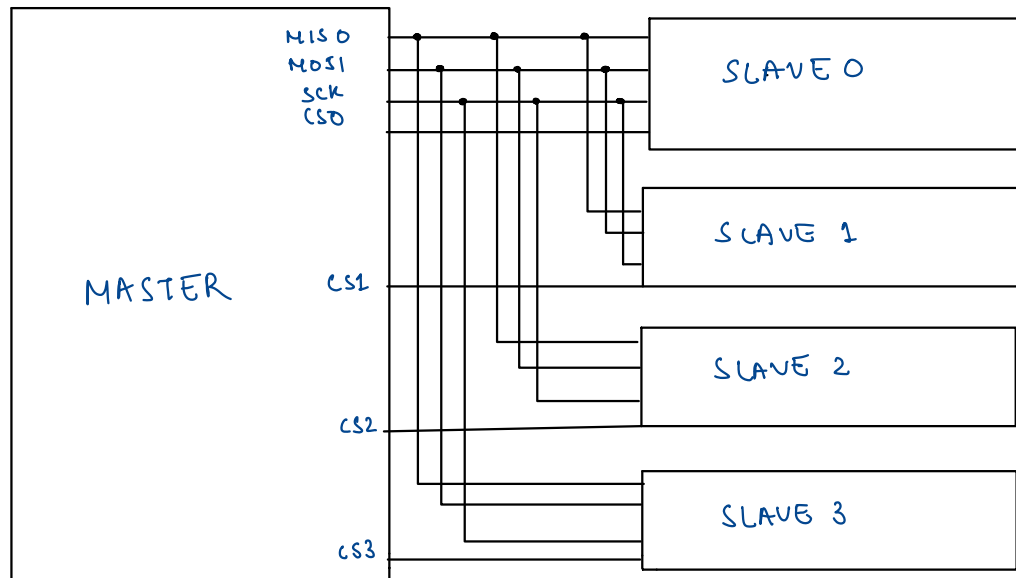 MISO
MOSI
SCK
CS0
SLAVE 0
SLAVE 1
MASTER
CS1
SLAVE 2
CS2
SLAVE 3
CS3